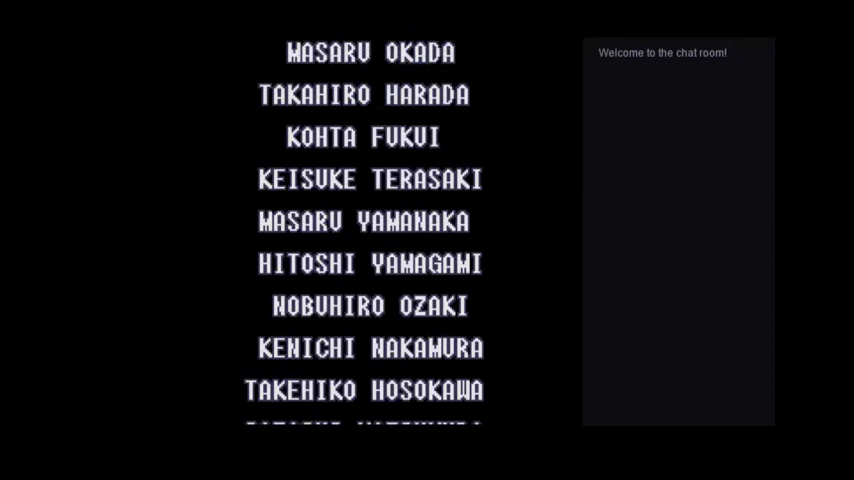 MASARU OKADA
TAKAHIRO HARADA
KOHTA FUKUI
KEISUKE TERASAKI
MASARU YAMANAKA
HITOSHI YAMAGAMI
NOBUHIRO OZAKI
KENICHI NAKAMURA
TAKEHIKO HOSOKAWA
Welcome to the chat room!